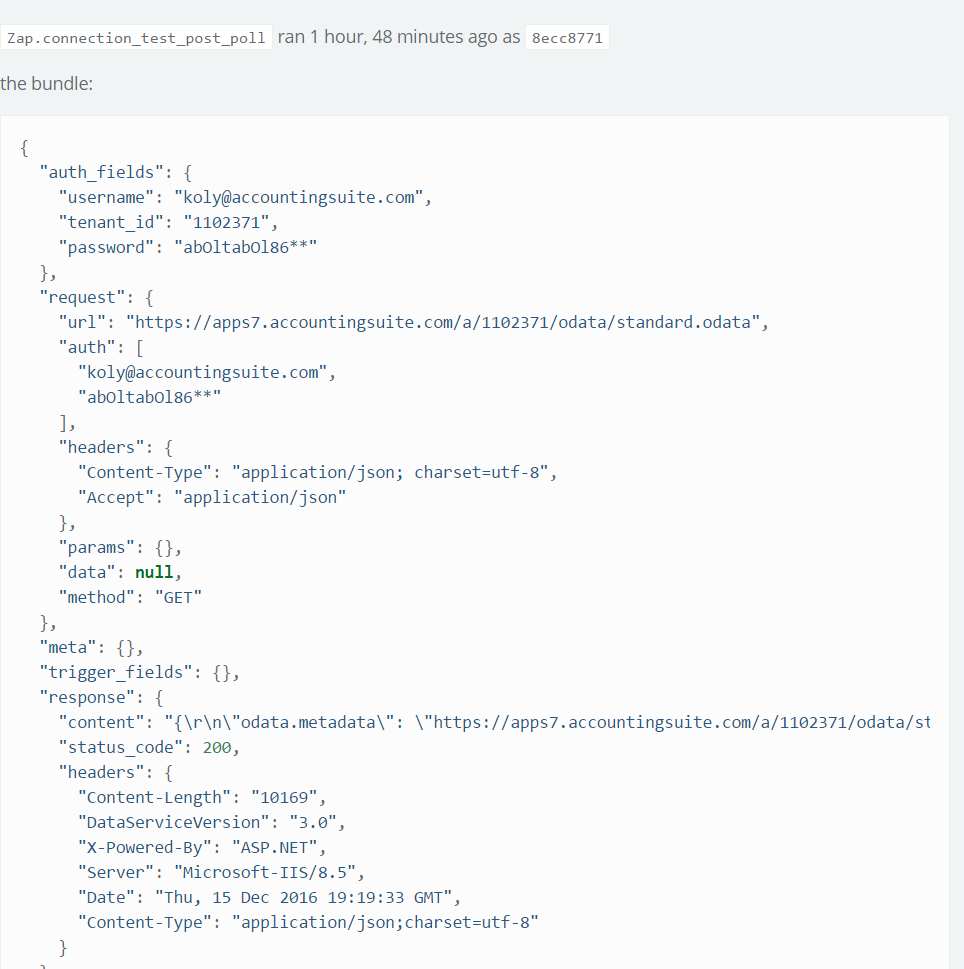 Zap.connection_test_post_poll ran 1 hour, 48 minutes ago as 8ecc8771
the bundle:
{
  "auth_fields": {
    "username": "koly@accountingsuite.com",
    "tenant_id": "1102371",
    "password": "abOltabOl86**"
  },
  "request": {
    "url": "https://apps7.accountingsuite.com/a/1102371/odata/standard.odata",
    "auth": [
      "koly@accountingsuite.com",
      "abOltabOl86**"
    ],
    "headers": {
      "Content-Type": "application/json; charset=utf-8",
      "Accept": "application/json"
    },
    "params": {},
    "data": null,
    "method": "GET"
  },
  "meta": {},
  "trigger_fields": {},
  "response": {
    "content": "{\r\n\"odata.metadata\": \"https://apps7.accountingsuite.com/a/1102371/odata/st
    "status_code": 200,
    "headers": {
      "Content-Length": "10169",
      "DataServiceVersion": "3.0",
      "X-Powered-By": "ASP.NET",
      "Server": "Microsoft-IIS/8.5",
      "Date": "Thu, 15 Dec 2016 19:19:33 GMT",
      "Content-Type": "application/json;charset=utf-8"
    }